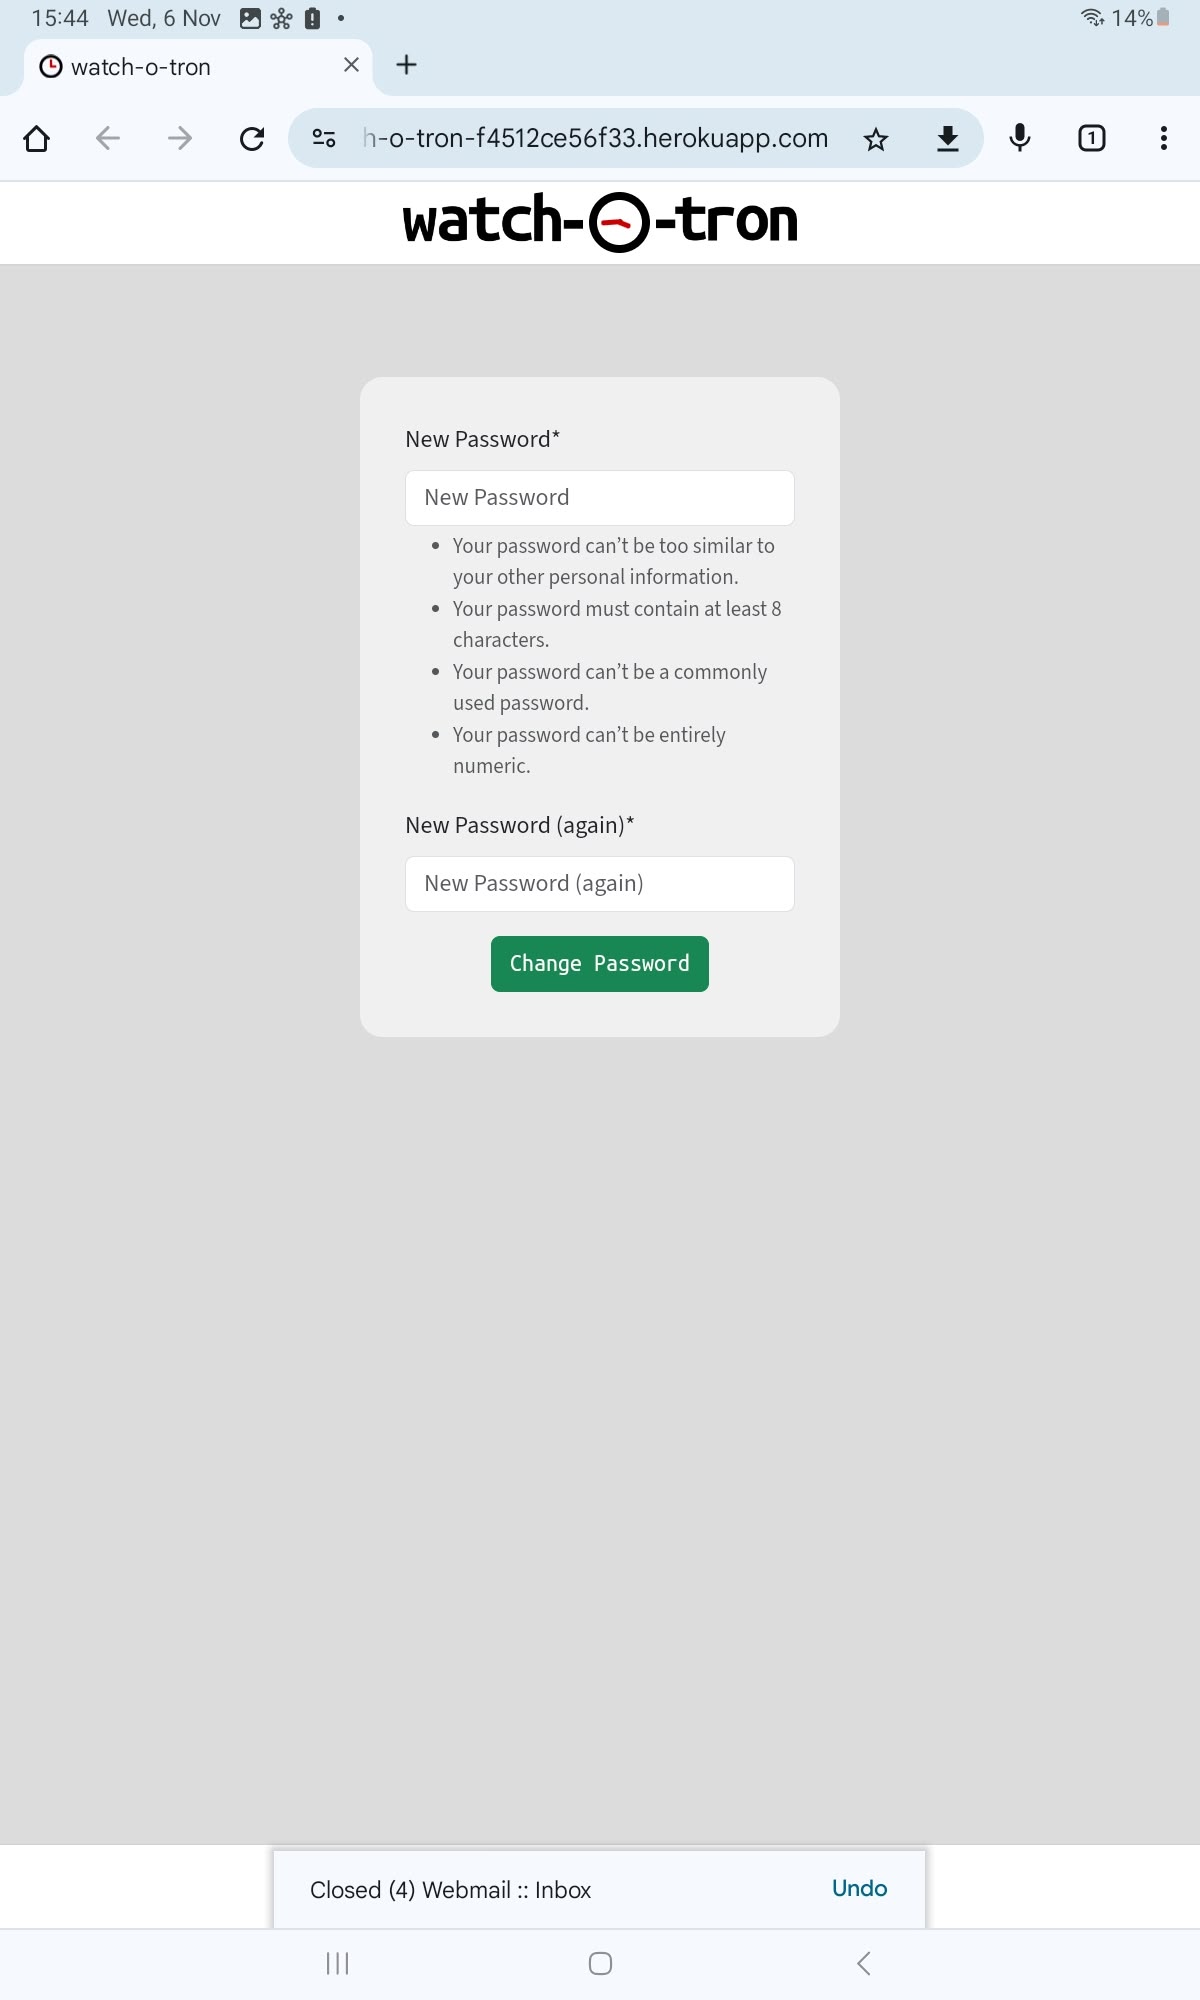 15:44 Wed, 6 Nov
14%
watch-o-tron
h-o-tron-f4512ce56f33.herokuapp.com
1
watch-o-tron
New Password*
New Password
• Your password can’t be too similar to
your other personal information.
• Your password must contain at least 8
characters.
• Your password can’t be a commonly
used password.
• Your password can’t be entirely
numeric.
New Password (again)*
New Password (again)
Change Password
Closed (4) Webmail :: Inbox
Undo